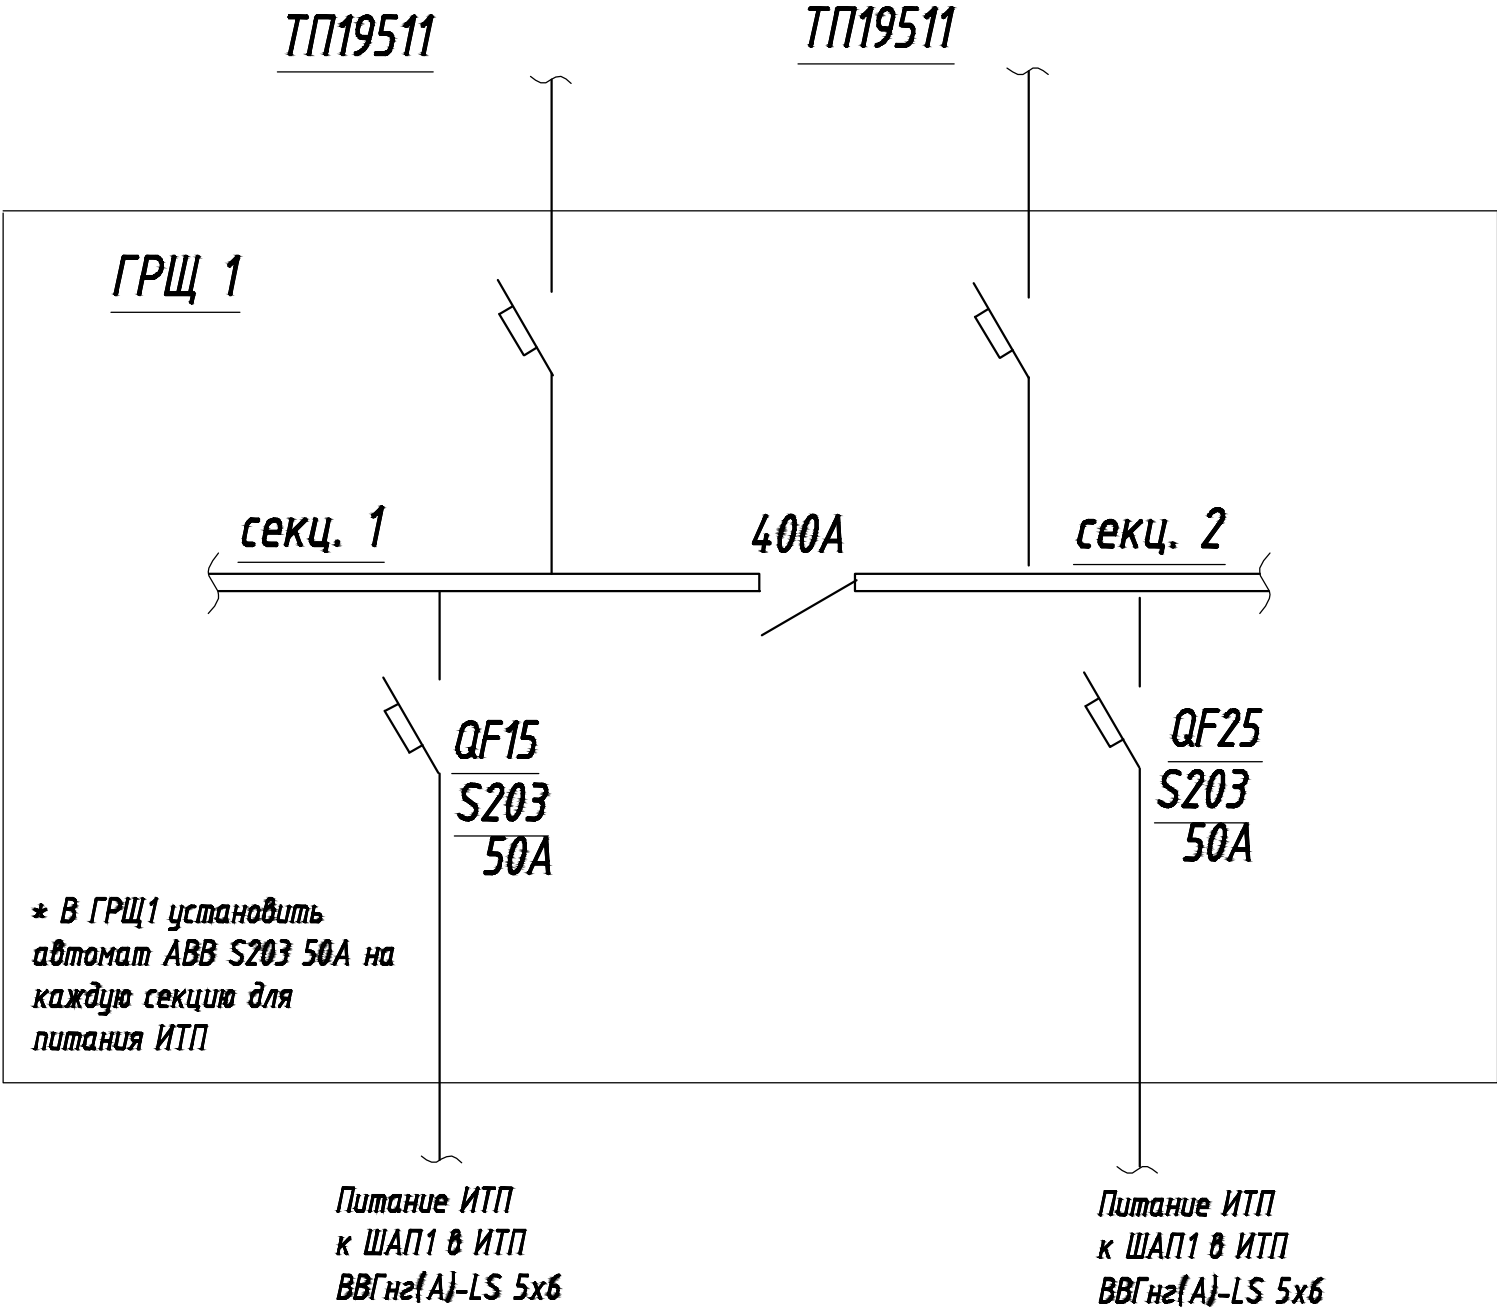 ТП19511
ТП19511
ГРЩ 1
секц. 1
400А
секц. 2
QF15
S203
50А
QF25
S203
50А
* В ГРЩ1 установить
автомат АВВ S203 50А на
каждую секцию для
питания ИТП
Питание ИТП
к ШАП1 в ИТП
ВВГнг(А)-LS 5х6
Питание ИТП
к ШАП1 в ИТП
ВВГнг(А)-LS 5х6